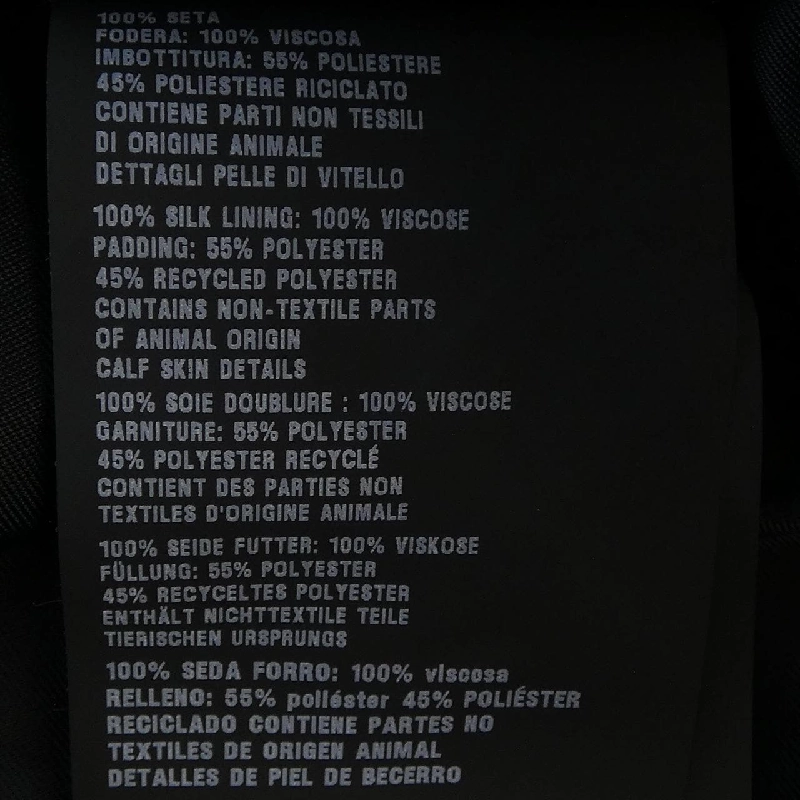 100% SETA
FODERA: 100% VISCOSA
IMBOTTITURA: 55% POLIESTERE
45% POLIESTERE RICICLATO
CONTIENE PARTI NON TESSILI
DI ORIGINE ANIMALE
DETTAGLI PELLE DI VITELLO
100% SILK LINING: 100% VISCOSE
PADDING: 55% POLYESTER
45% RECYCLED POLYESTER
CONTAINS NON-TEXTILE PARTS
OF ANIMAL ORIGIN
CALF SKIN DETAILS
100% SOIE DOUBLURE : 100% VISCOSE
GARNITURE: 55% POLYESTER
45% POLYESTER RECYCLÉ
CONTIENT DES PARTIES NON
TEXTILES D'ORIGINE ANIMALE
100% SEIDE FUTTER: 100% VISKOSE
FÜLLUNG: 55% POLYESTER
45% RECYCELTES POLYESTER
ENTHÄLT NICHTTEXTILE TEILE
TIERISCHEN URSPRUNGS
100% SEDA FORRO: 100% viscosa
RELLENO: 55% poliéster 45% POLIÉSTER
RECICLADO CONTIENE PARTES NO
TEXTILES DE ORIGEN ANIMAL
DETALLES DE PIEL DE BECERRO